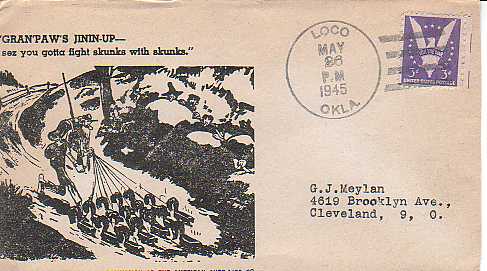 "GRAN'PAW'S JININ-UP—
sez you gotta fight skunks with skunks."
LOCO
MAY
26
P.M
1945
OKLA.
3¢ 3¢
UNITED STATES POSTAGE
G.J.Meylan
4619 Brooklyn Ave.,
Cleveland, 9, O.